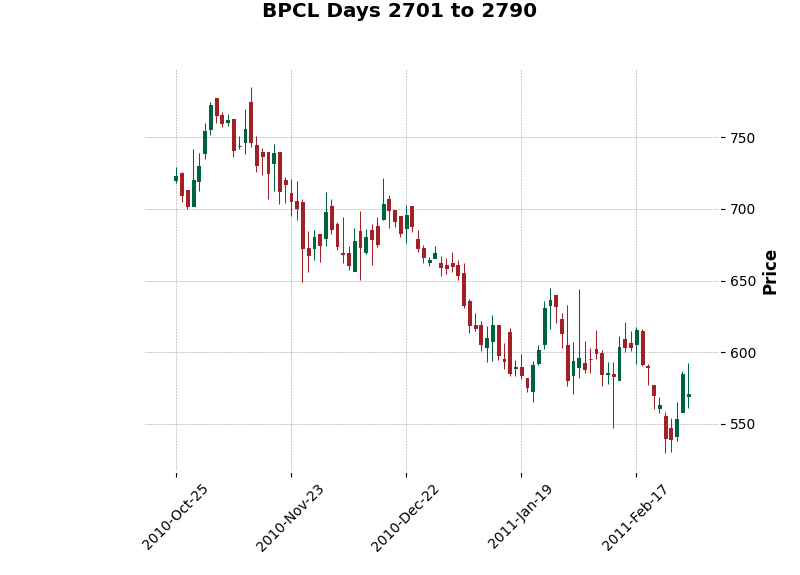 BPCL Days 2701 to 2790
750
700
650
600
550
Price
2010-Oct-25
2010-Nov-23
2010-Dec-22
2011-Jan-19
2011-Feb-17